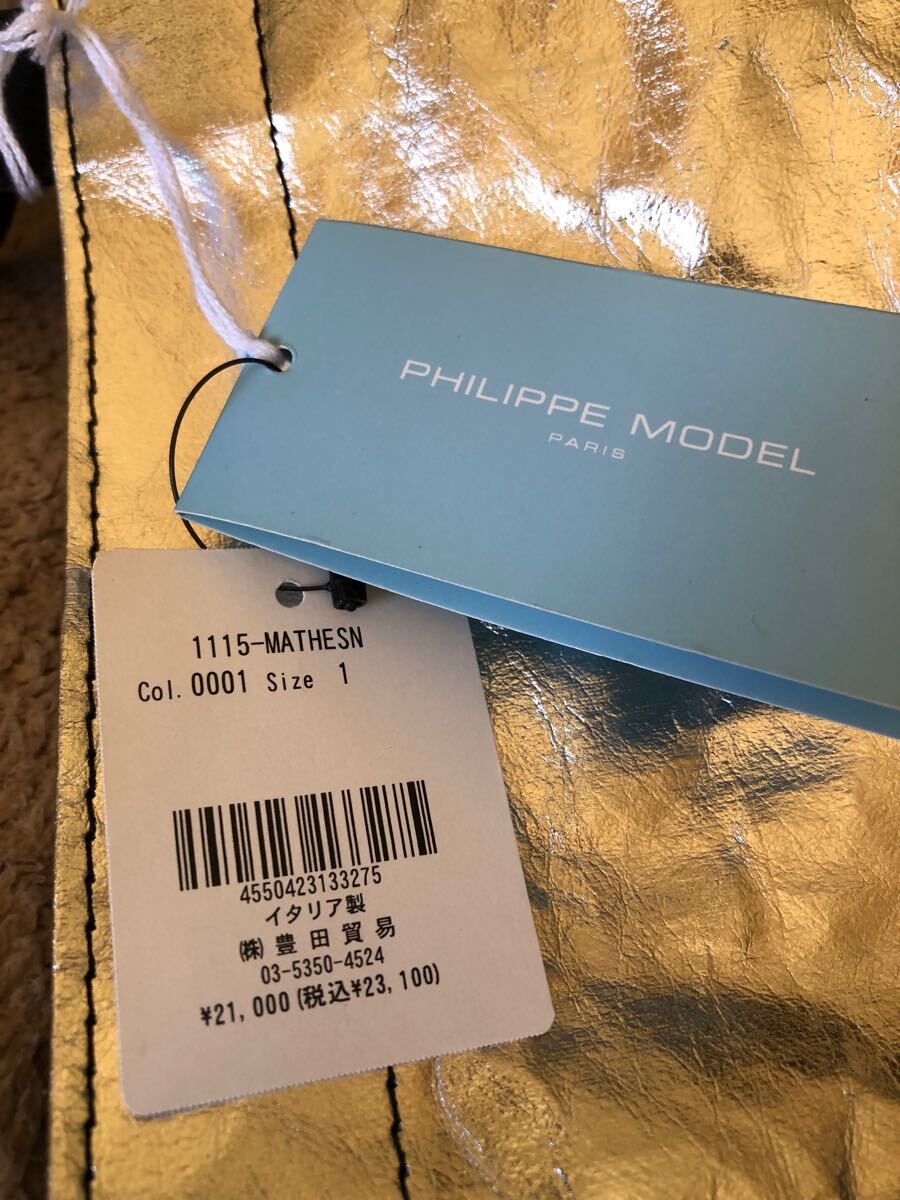 PHILIPPE MODEL
PARIS
1115-MATHESN
Col. 0001 Size 1
4550423133275
イタリア製
㈱ 豊田貿易
03-5350-4524
¥21,000(税込¥23,100)